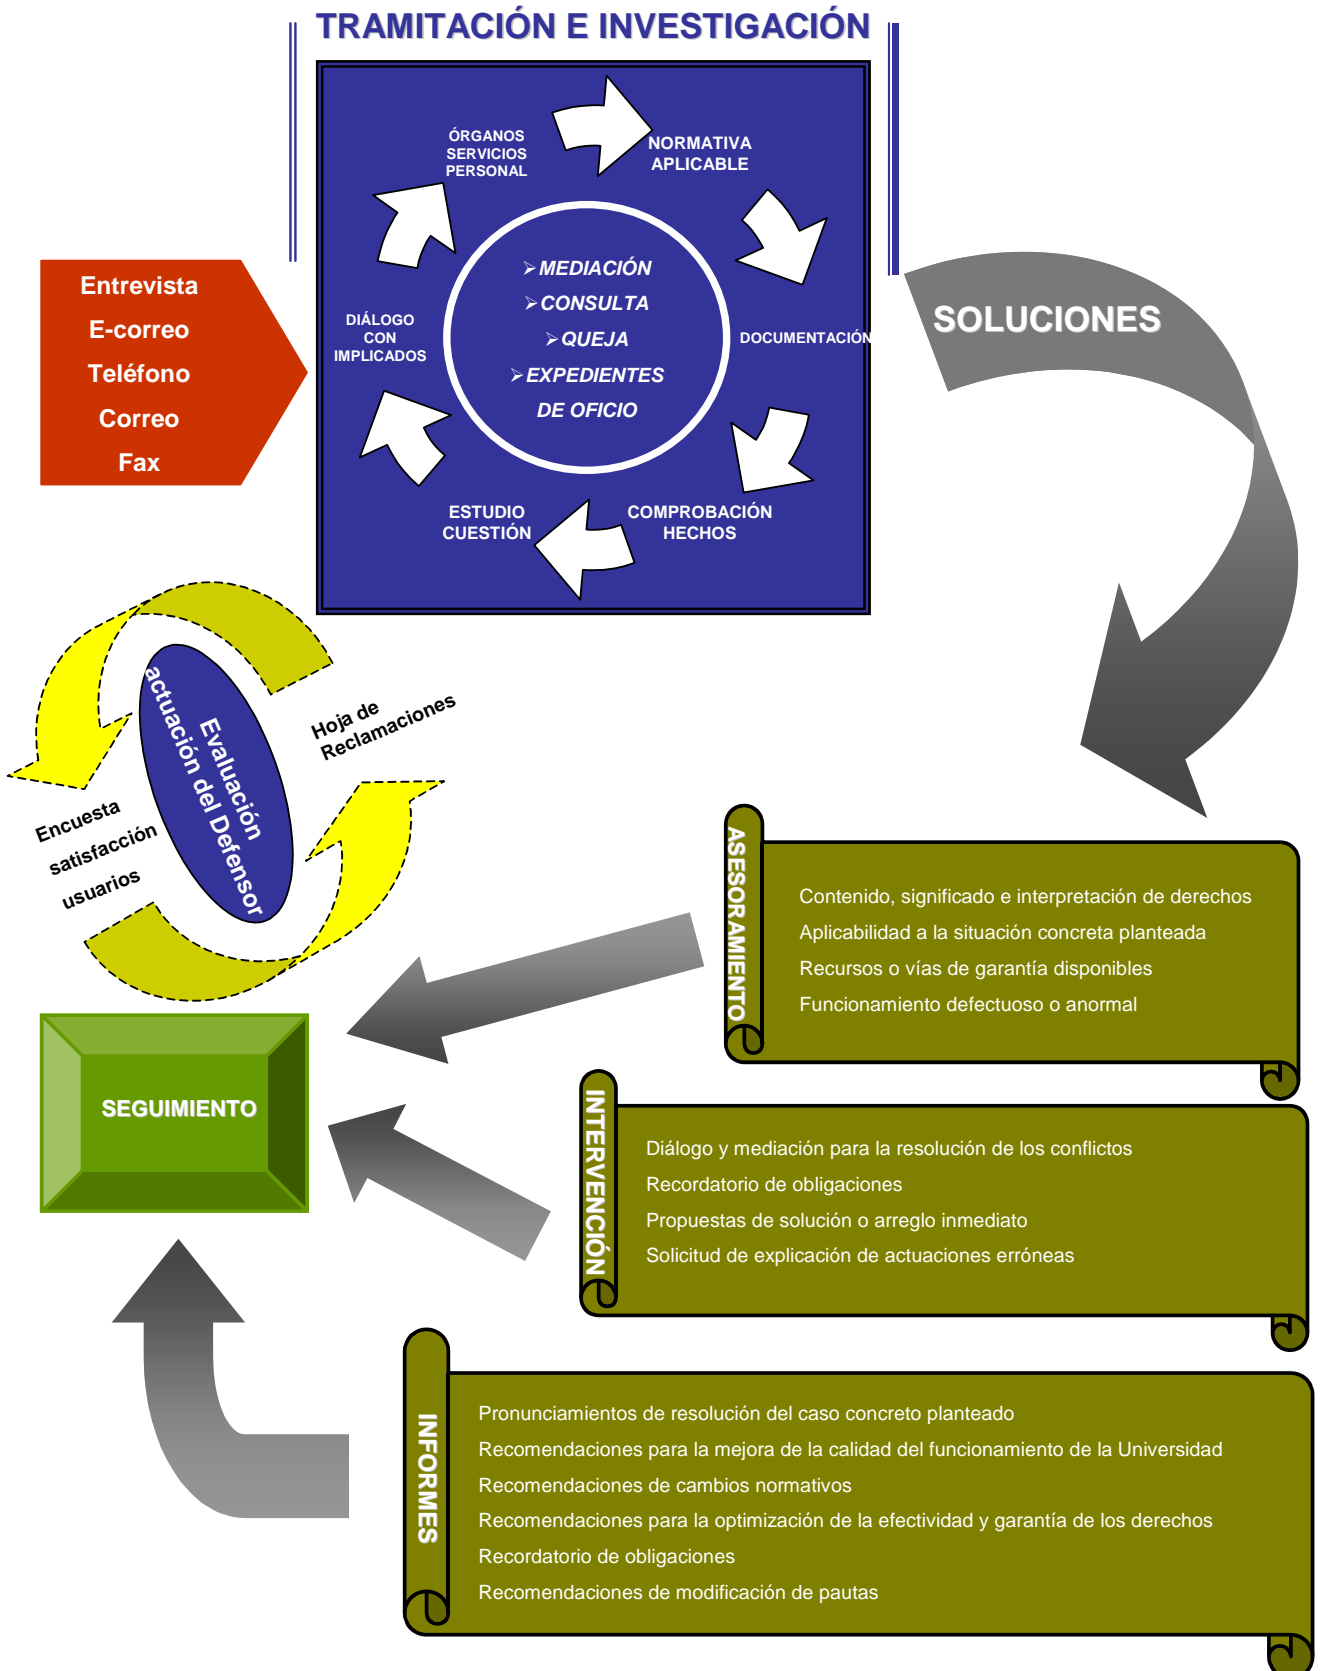 TRAMITACIÓN E INVESTIGACIÓN
ÓRGANOS
SERVICIOS
PERSONAL
NORMATIVA
APLICABLE
DOCUMENTACIÓN
COMPROBACIÓN
HECHOS
ESTUDIO
CUESTIÓN
DIÁLOGO
CON
IMPLICADOS
➢MEDIACIÓN
➢CONSULTA
➢QUEJA
➢EXPEDIENTES
DE OFICIO
Entrevista
E-correo
Teléfono
Correo
Fax
SOLUCIONES
Evaluación
actuación del Defensor
Hoja de
Reclamaciones
Encuesta
satisfacción
usuarios
ASESORAMIENTO
Contenido, significado e interpretación de derechos
Aplicabilidad a la situación concreta planteada
Recursos o vías de garantía disponibles
Funcionamiento defectuoso o anormal
SEGUIMIENTO
INTERVENCIÓN
Diálogo y mediación para la resolución de los conflictos
Recordatorio de obligaciones
Propuestas de solución o arreglo inmediato
Solicitud de explicación de actuaciones erróneas
INFORMES
Pronunciamientos de resolución del caso concreto planteado
Recomendaciones para la mejora de la calidad del funcionamiento de la Universidad
Recomendaciones de cambios normativos
Recomendaciones para la optimización de la efectividad y garantía de los derechos
Recordatorio de obligaciones
Recomendaciones de modificación de pautas